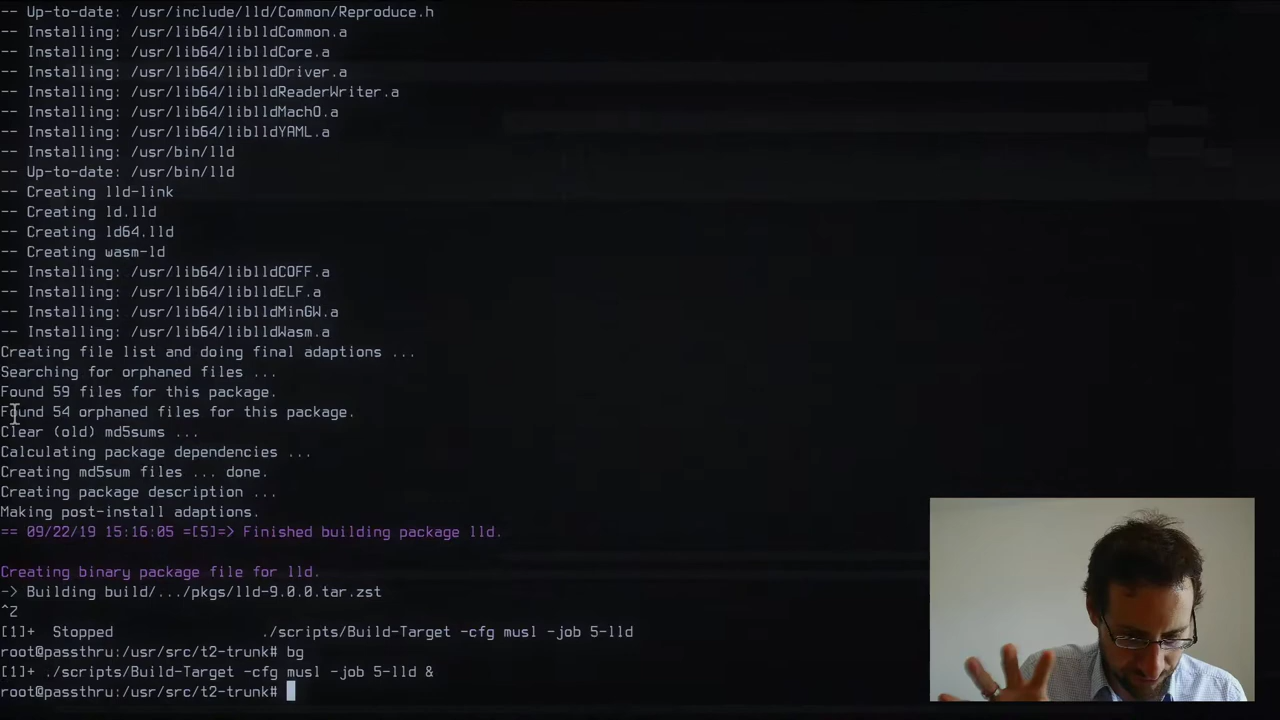 -- Up-to-date: /usr/include/lld/Common/Reproduce.h
-- Installing: /usr/lib64/liblldCommon.a
-- Installing: /usr/lib64/liblldCore.a
-- Installing: /usr/lib64/liblldDriver.a
-- Installing: /usr/lib64/liblldReaderWriter.a
-- Installing: /usr/lib64/liblldMachO.a
-- Installing: /usr/lib64/liblldYAML.a
-- Installing: /usr/bin/lld
-- Up-to-date: /usr/bin/lld
-- Creating lld-link
-- Creating ld.lld
-- Creating ld64.lld
-- Creating wasm-ld
-- Installing: /usr/lib64/liblldCOFF.a
-- Installing: /usr/lib64/liblldELF.a
-- Installing: /usr/lib64/liblldMinGW.a
-- Installing: /usr/lib64/liblldWasm.a
Creating file list and doing final adaptions ...
Searching for orphaned files ...
Found 59 files for this package.
Found 54 orphaned files for this package.
Clear (old) md5sums ...
Calculating package dependencies ...
Creating md5sum files ... done.
Creating package description ...
Making post-install adaptions.
== 09/22/19 15:16:05 =[5]=> Finished building package lld.
Creating binary package file for lld.
-> Building build/.../pkgs/lld-9.0.0.tar.zst
^Z
[1]+  Stopped                 ./scripts/Build-Target -cfg musl -job 5-lld
root@passthru:/usr/src/t2-trunk# bg
[1]+ ./scripts/Build-Target -cfg musl -job 5-lld &
root@passthru:/usr/src/t2-trunk#